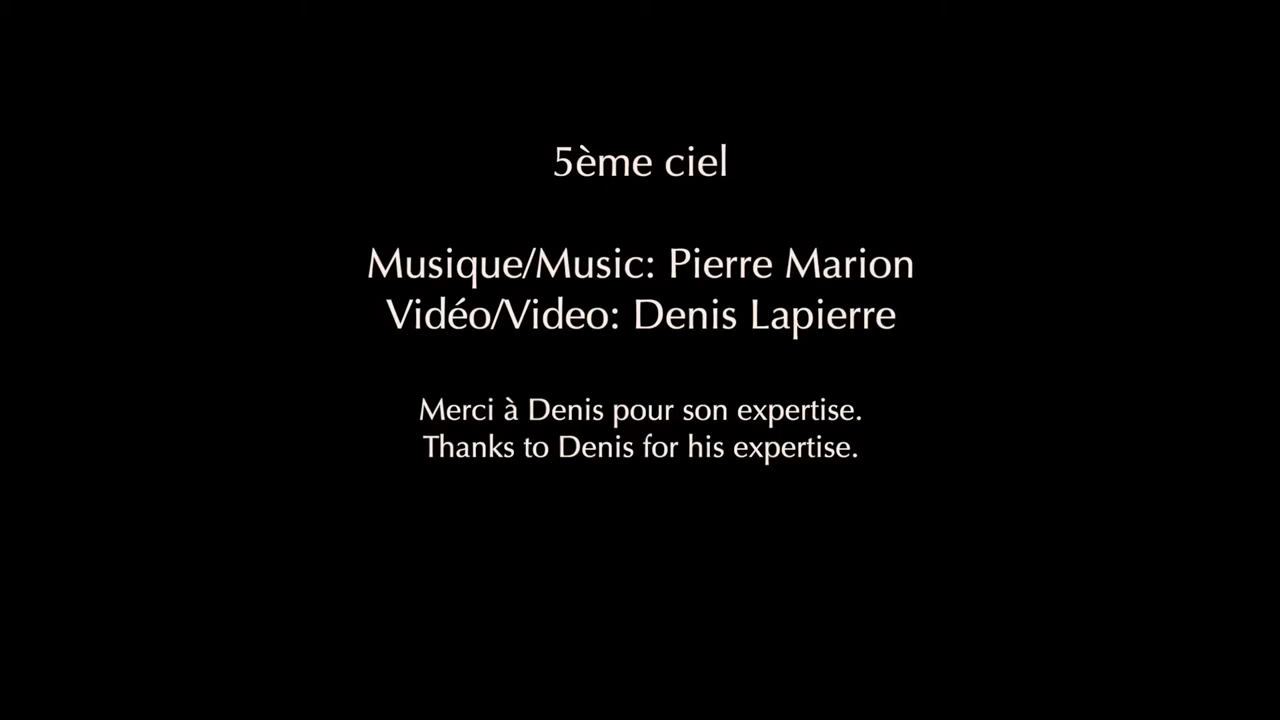 5ème ciel
Musique/Music: Pierre Marion
Vidéo/Video: Denis Lapierre
Merci à Denis pour son expertise.
Thanks to Denis for his expertise.